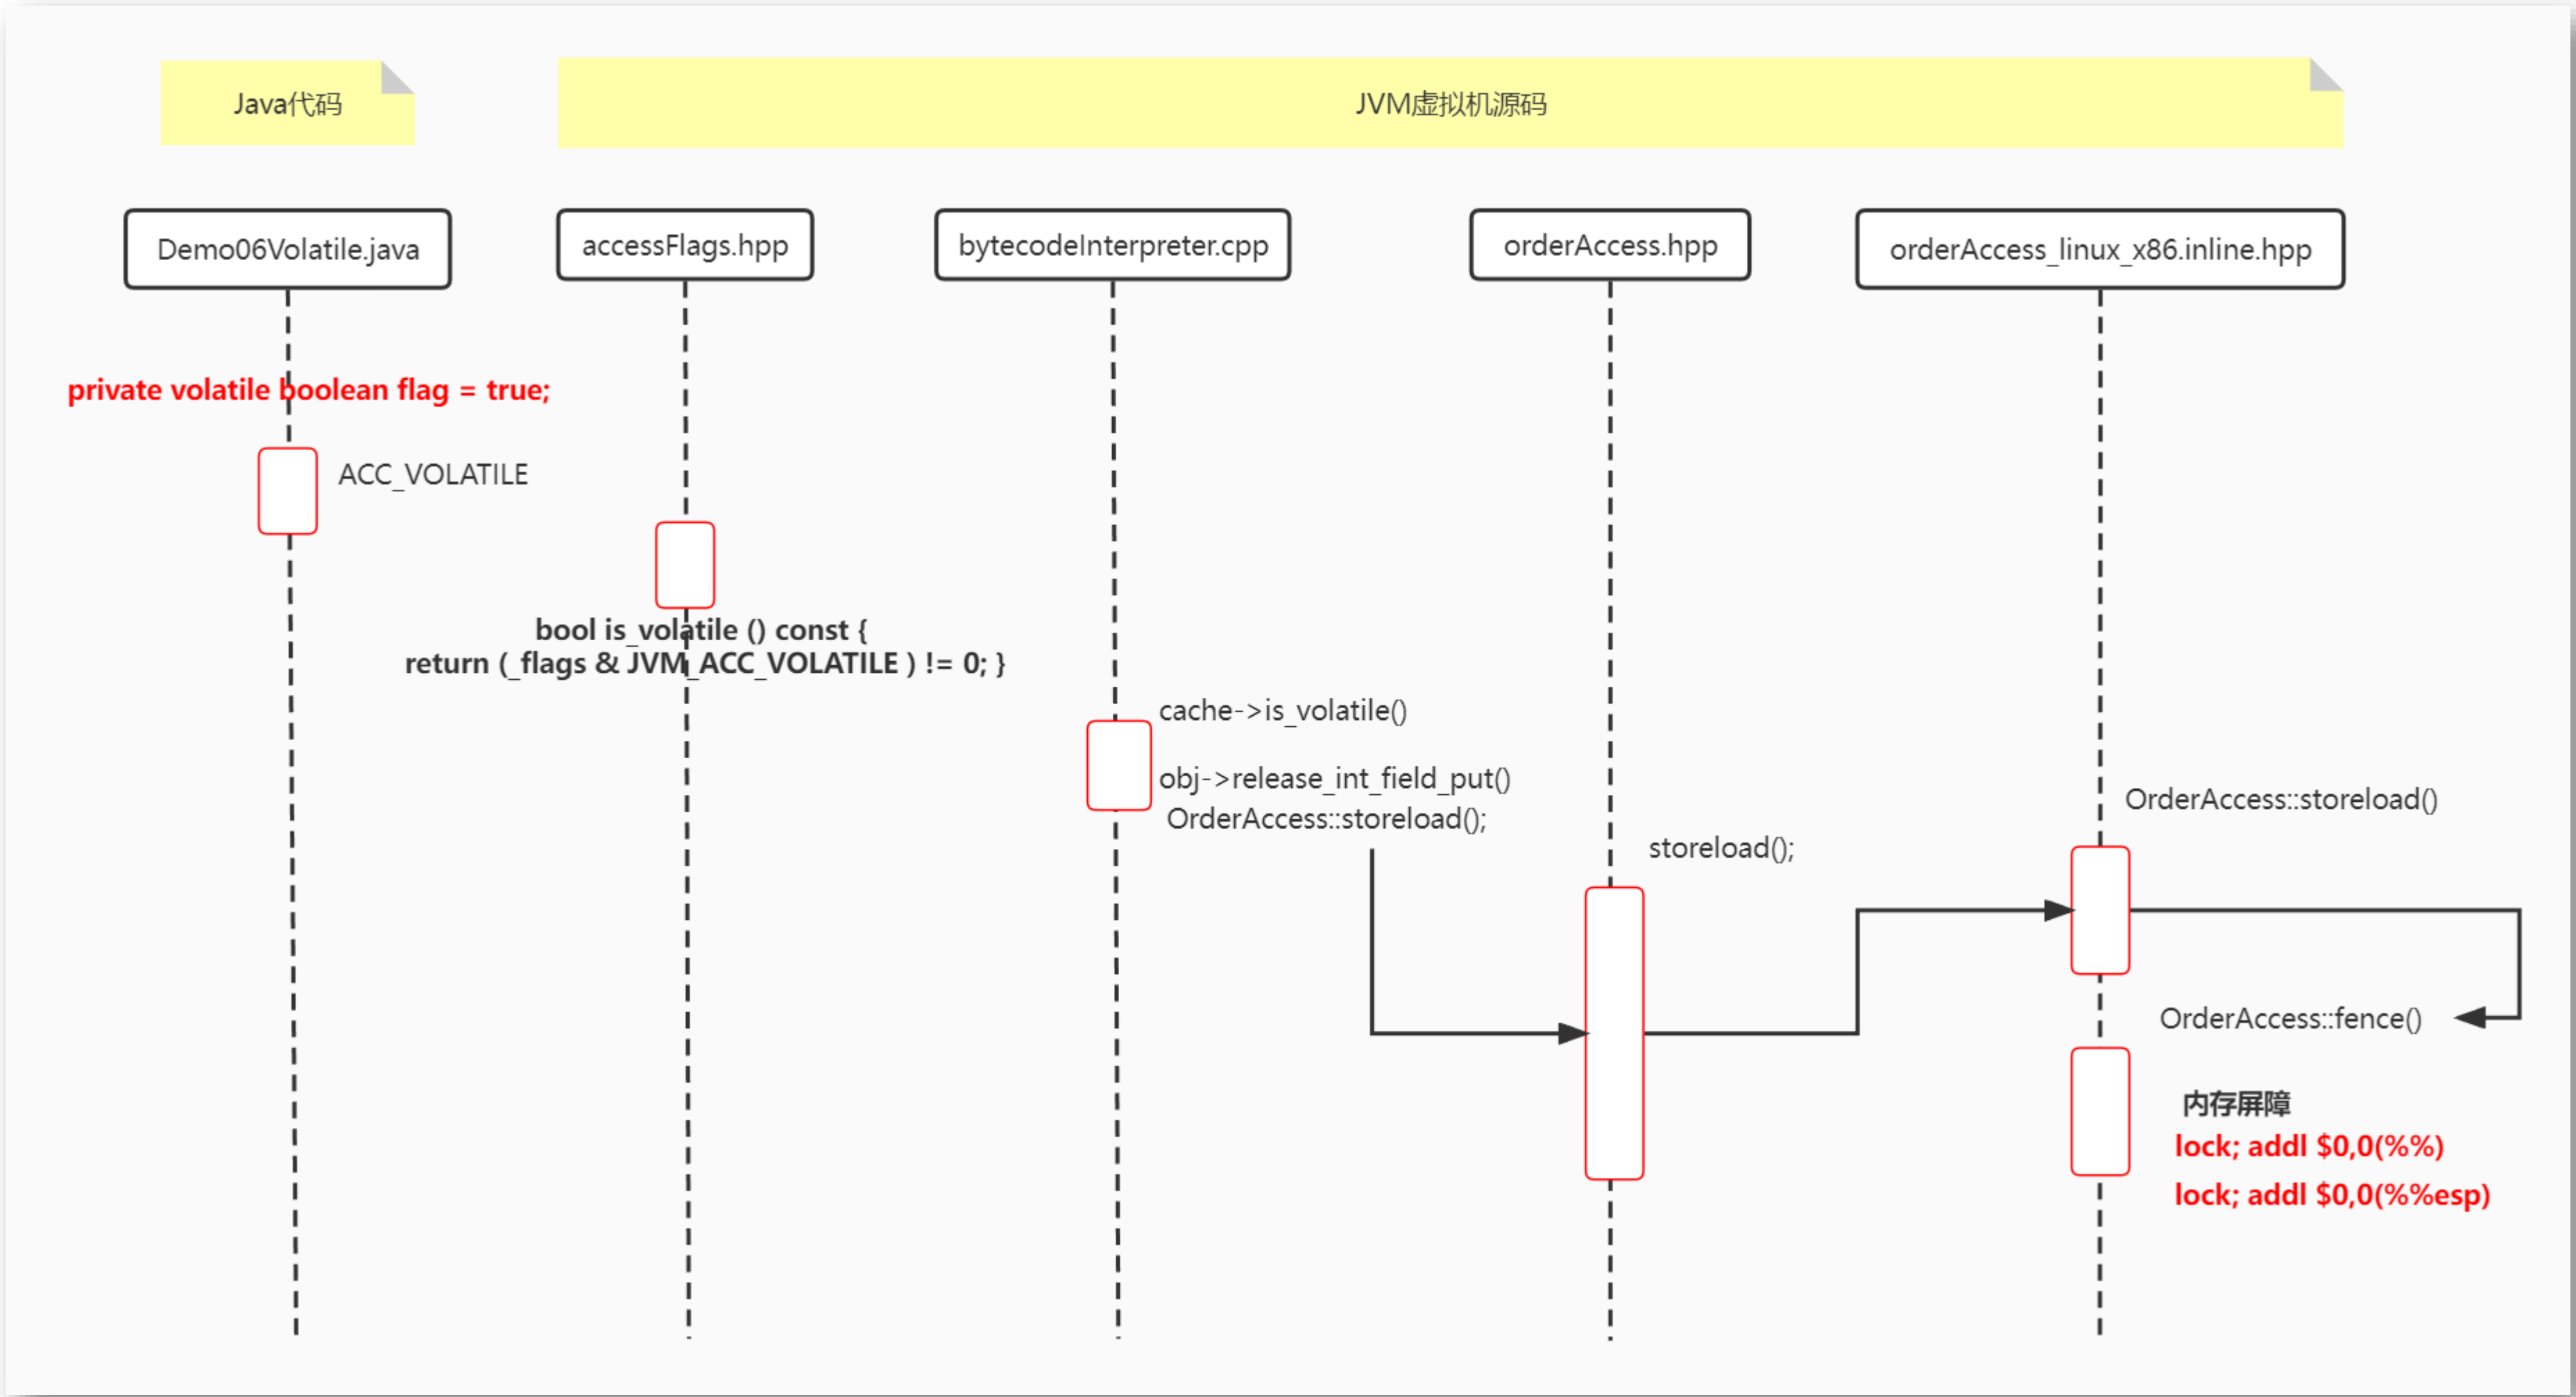 Java代码
JVM虚拟机源码
Demo06Volatile.java
accessFlags.hpp
bytecodeInterpreter.cpp
orderAccess.hpp
orderAccess_linux_x86.inline.hpp
private volatile boolean flag = true;
ACC_VOLATILE
bool is_volatile () const {
return (_flags & JVM_ACC_VOLATILE ) != 0; }
cache->is_volatile()
obj->release_int_field_put()
OrderAccess::storeload();
storeload();
OrderAccess::storeload()
OrderAccess::fence()
内存屏障
lock; addl $0,0(%%)
lock; addl $0,0(%%esp)